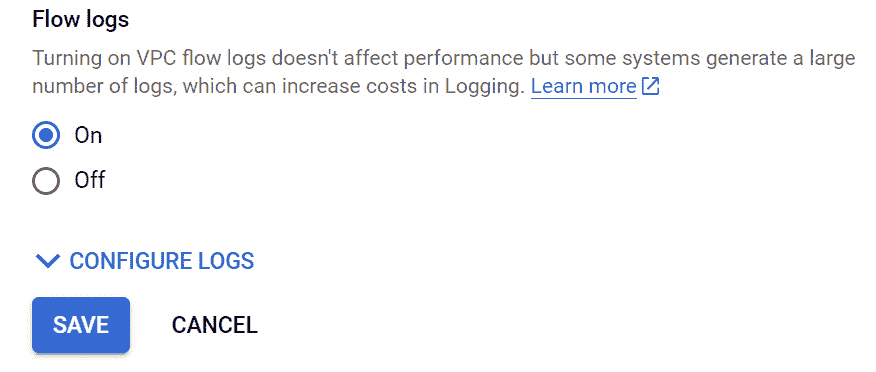 Flow logs
Turning on VPC flow logs doesn't affect performance but some systems generate a large
number of logs, which can increase costs in Logging. Learn more
On
Off
CONFIGURE LOGS
SAVE CANCEL